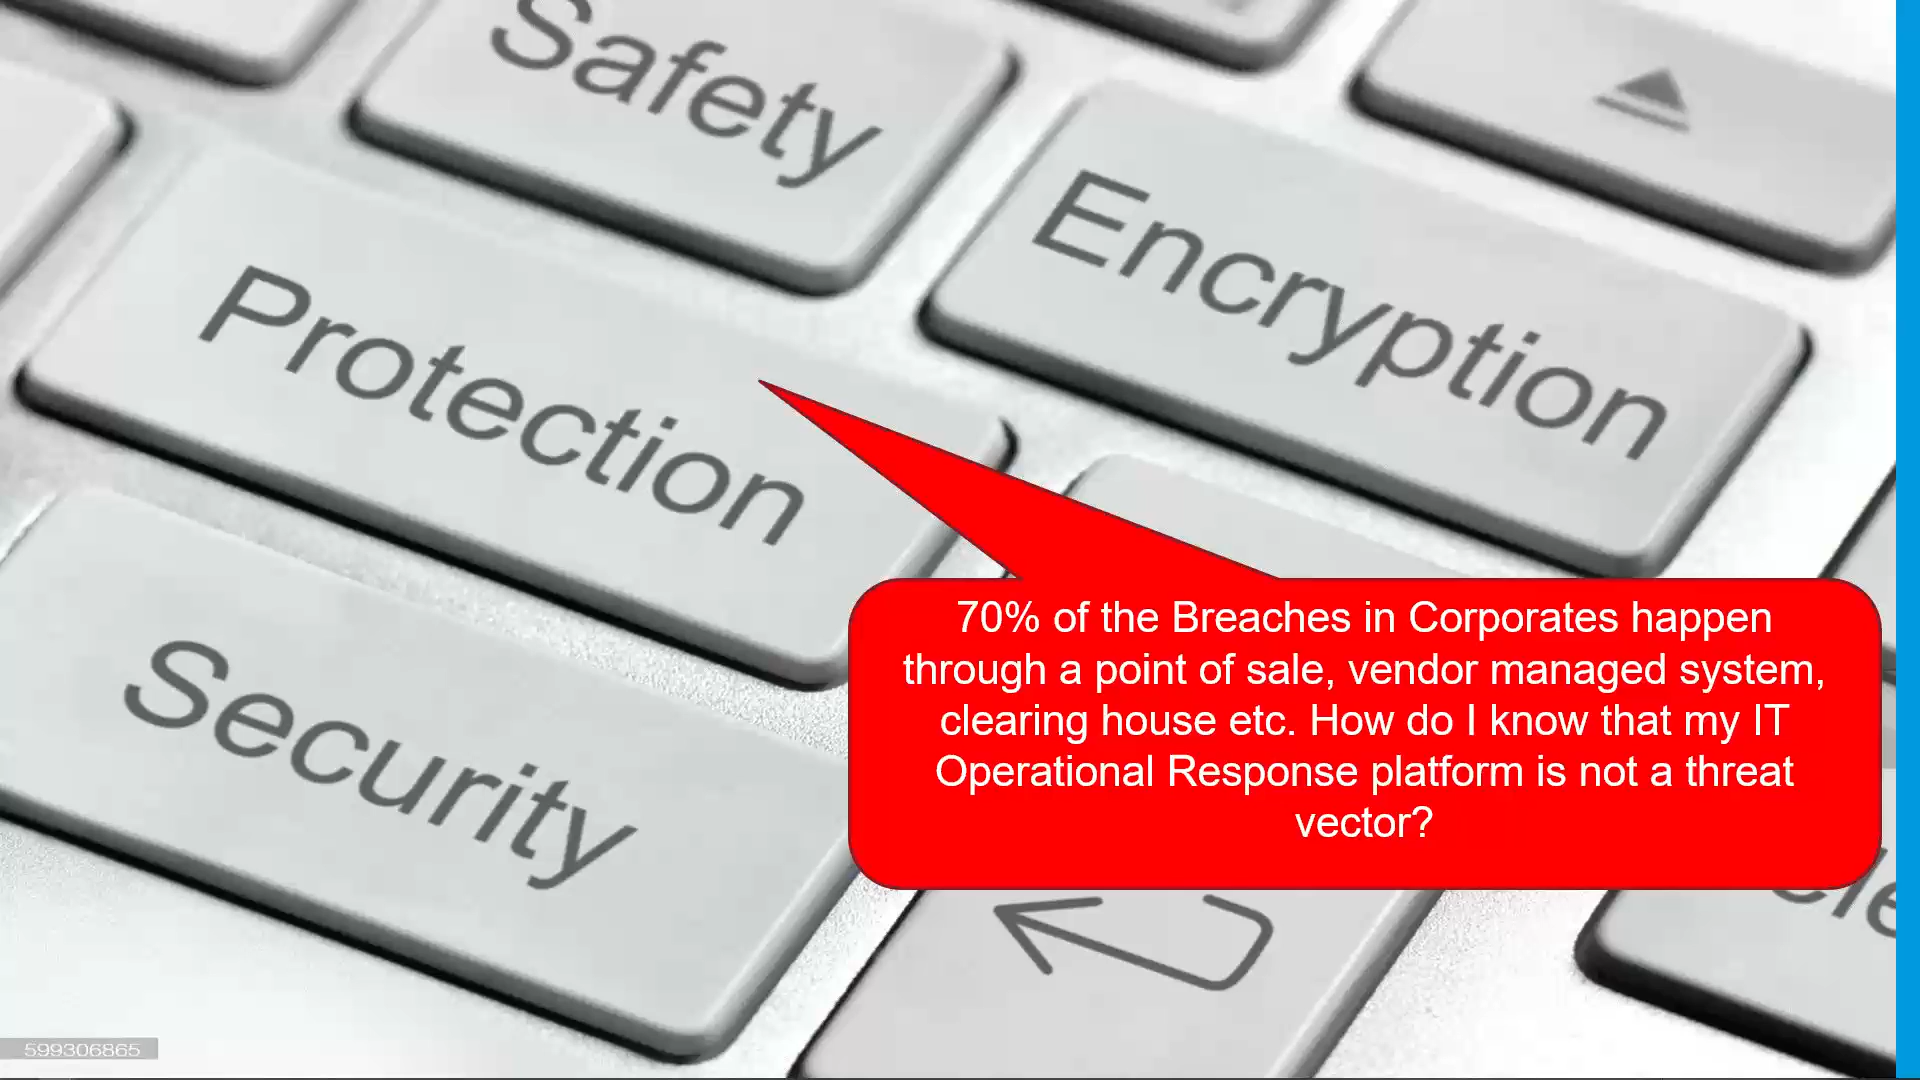 Safety
Encryption
Protection
Security
70% of the Breaches in Corporates happen
through a point of sale, vendor managed system,
clearing house etc. How do I know that my IT
Operational Response platform is not a threat
vector?
599306865